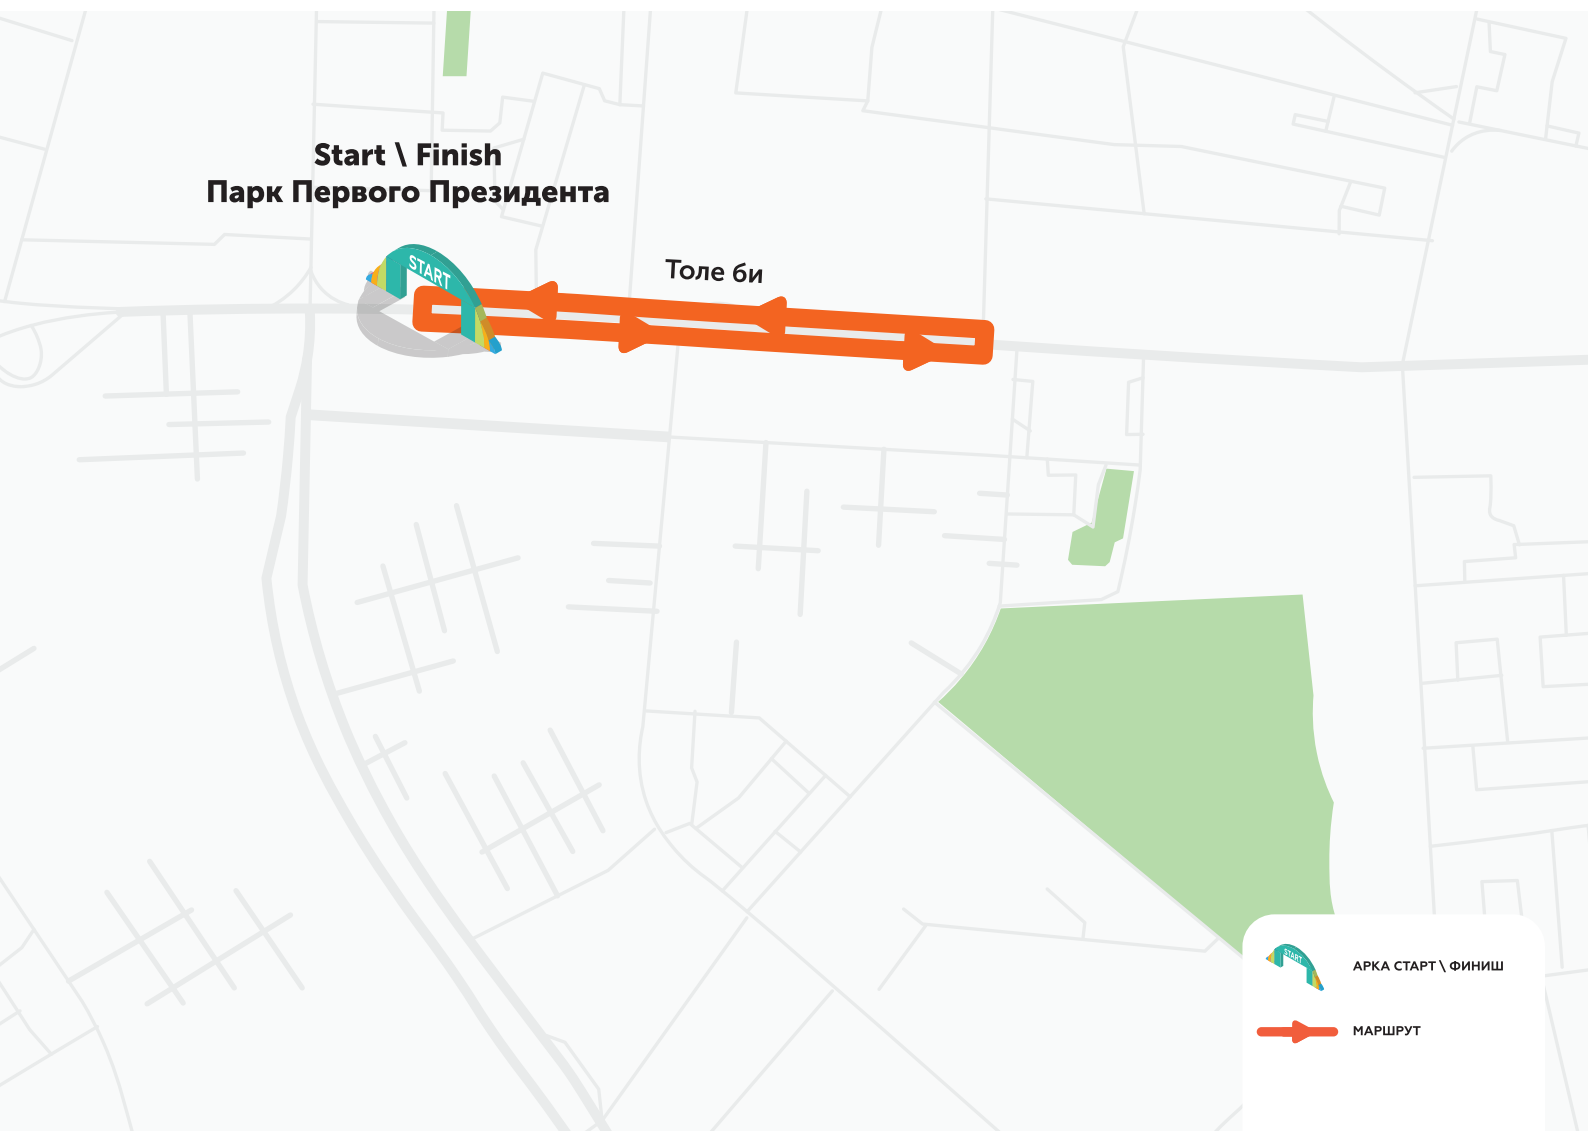 Start \ Finish
Парк Первого Президента
START
Толе би
START
АРКА СТАРТ \ ФИНИШ
МАРШРУТ